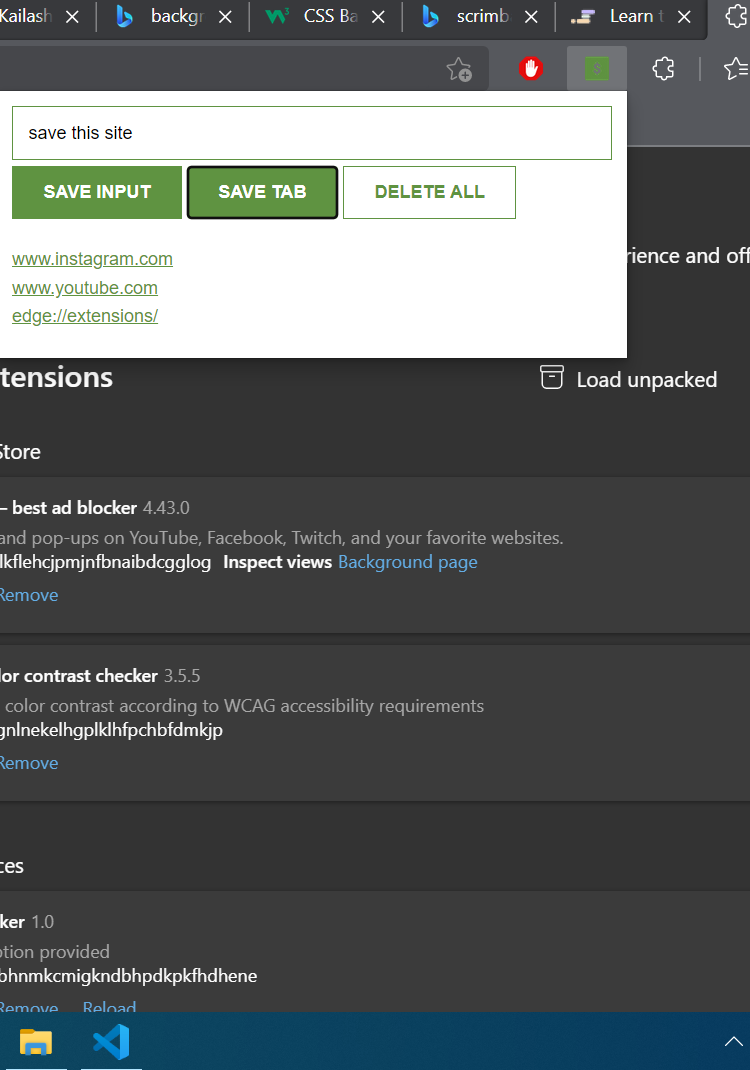 Kailash backgr CSS Ba scrimb Learn t
save this site
SAVE INPUT SAVE TAB DELETE ALL
www.instagram.com
www.youtube.com
edge://extensions/
rience and off
tensions
Load unpacked
Store
– best ad blocker 4.43.0
and pop-ups on YouTube, Facebook, Twitch, and your favorite websites.
lkflehcjpmjnfbnaibdcgglog Inspect views Background page
Remove
lor contrast checker 3.5.5
color contrast according to WCAG accessibility requirements
gnlnekelhgplklhfpchbfdmkjp
Remove
ces
ker 1.0
ption provided
bhnmkcmigkndbhpdkpkfhdhene
Remove Reload